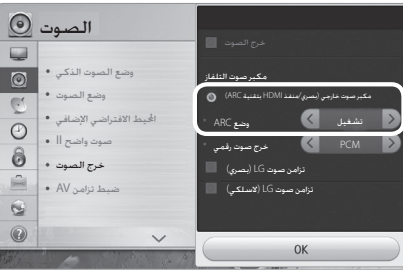 الصوت
وضع الصوت الذكي •
وضع الصوت •
المحيط الافتراضي الإضافي •
صوت واضح II •
خرج الصوت •
ضبط تزامن AV •
خرج الصوت
مكبر صوت التلفاز
مكبر صوت خارجي (بصري/منفذ HDMI بتقنية ARC)
وضع ARC
تشغيل
خرج صوت رقمي
PCM
تزامن صوت LG (بصري)
تزامن صوت LG (لاسلكي)
OK